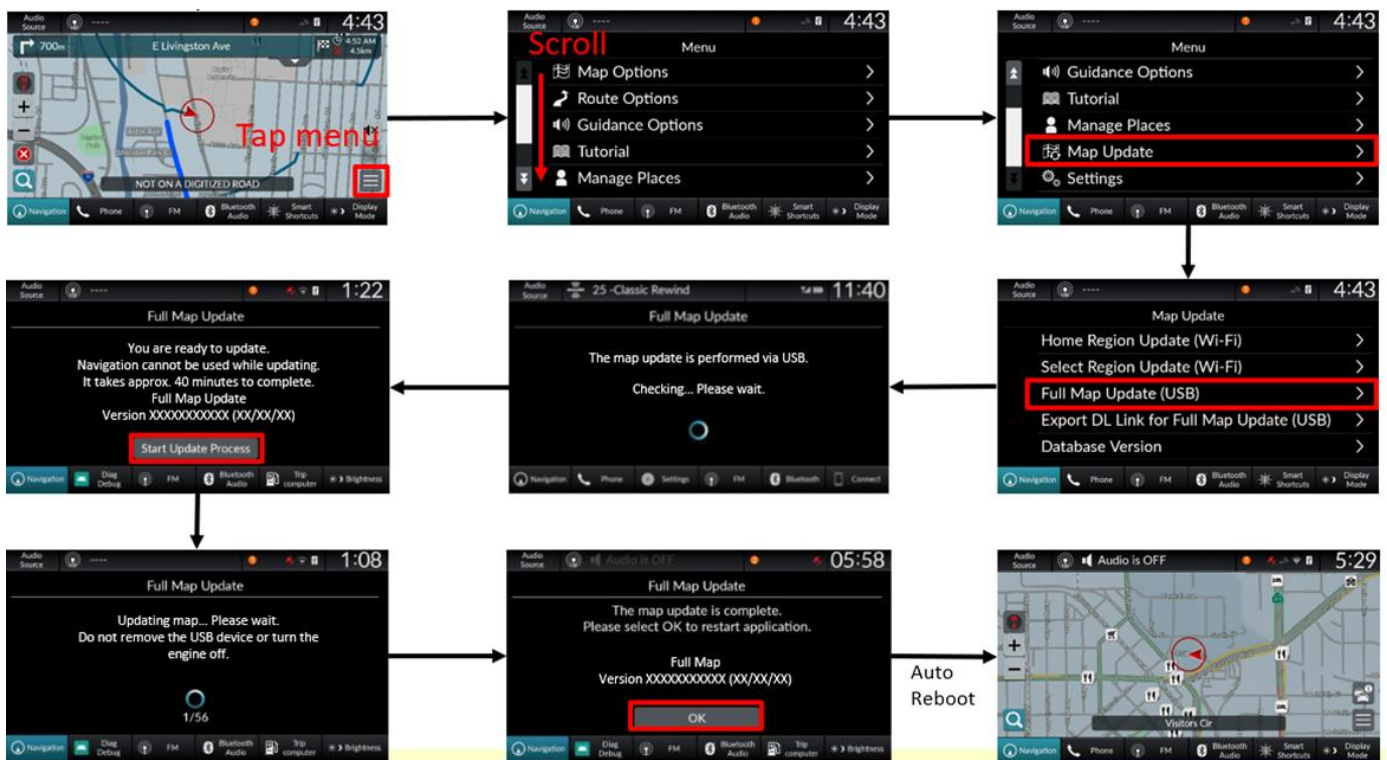 Audio Source ---- 4:43
700m E Livingston Ave 4:52 AM
4.5km
Tap menu
NOT ON A DIGITIZED ROAD
Navigation Phone FM Bluetooth Audio Smart Shortcuts Display Mode
Audio Source ---- 4:43
Scroll
Menu
Map Options
Route Options
Guidance Options
Tutorial
Manage Places
Navigation Phone FM Bluetooth Audio Smart Shortcuts Display Mode
Audio Source ---- 4:43
Menu
Guidance Options
Tutorial
Manage Places
Map Update
Settings
Navigation Phone FM Bluetooth Audio Smart Shortcuts Display Mode
Audio Source ---- 1:22
Full Map Update
You are ready to update.
Navigation cannot be used while updating.
It takes approx. 40 minutes to complete.
Full Map Update
Version XXXXXXXXXXXX (XX/XX/XX)
Start Update Process
Navigation Diag Debug FM Bluetooth Audio Trip computer Brightness
Audio Source 25 -Classic Rewind 11:40
Full Map Update
The map update is performed via USB.
Checking... Please wait.
Navigation Phone Settings FM Bluetooth Connect
Audio Source ---- 4:43
Map Update
Home Region Update (Wi-Fi)
Select Region Update (Wi-Fi)
Full Map Update (USB)
Export DL Link for Full Map Update (USB)
Database Version
Navigation Phone FM Bluetooth Audio Smart Shortcuts Display Mode
Audio Source ---- 1:08
Full Map Update
Updating map... Please wait.
Do not remove the USB device or turn the
engine off.
1/56
Navigation Diag Debug FM Bluetooth Audio Trip computer Brightness
Audio Source Audio is OFF 05:58
Full Map Update
The map update is complete.
Please select OK to restart application.
Full Map
Version XXXXXXXXXXXX (XX/XX/XX)
OK
Navigation Diag Debug FM Bluetooth Audio Trip computer Brightness
Auto
Reboot
Audio Source Audio is OFF 5:29
Visitors Cir
Navigation Phone FM Bluetooth Audio Smart Shortcuts Display Mode